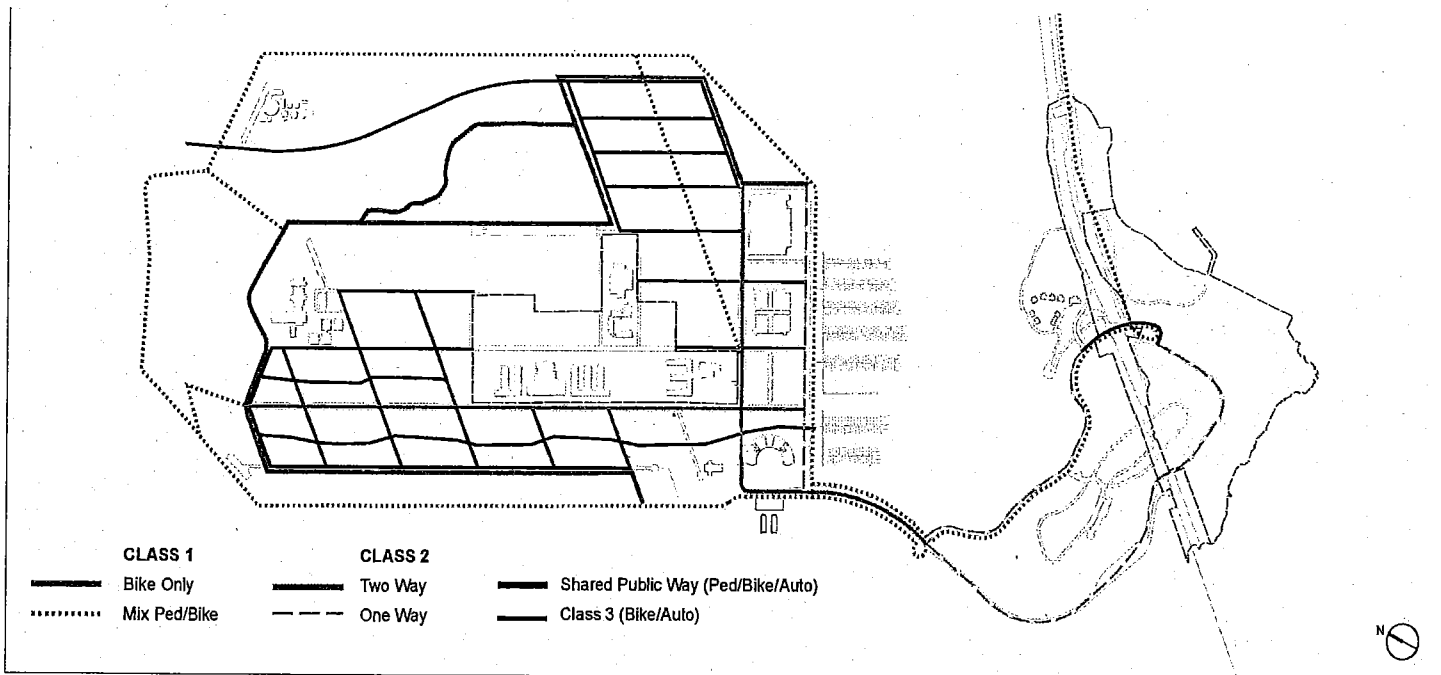 CLASS 1
Bike Only
Mix Ped/Bike
CLASS 2
Two Way
One Way
Shared Public Way (Ped/Bike/Auto)
Class 3 (Bike/Auto)
N